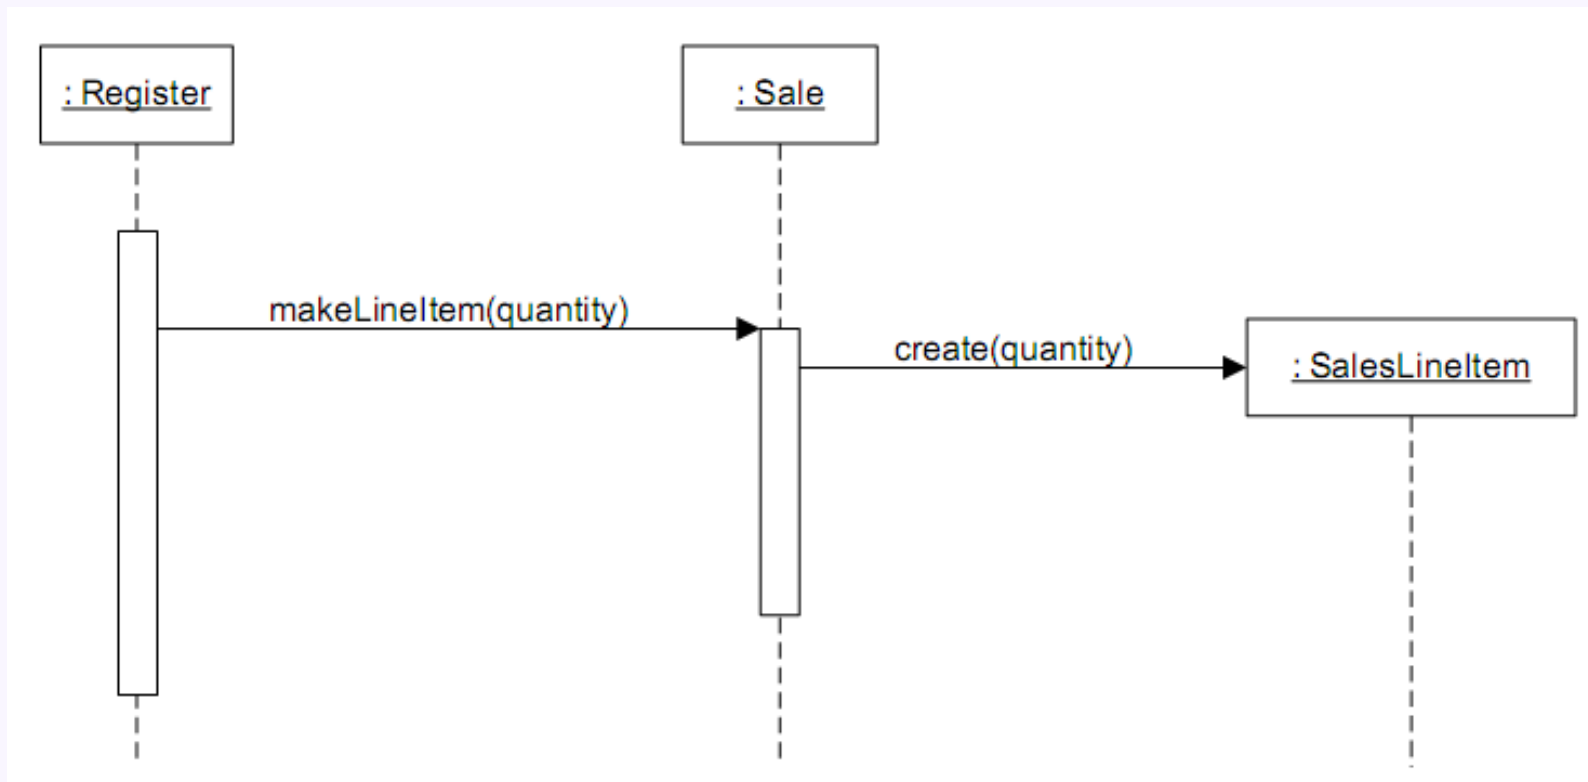 : Register
: Sale
makeLineItem(quantity)
create(quantity)
: SalesLineItem